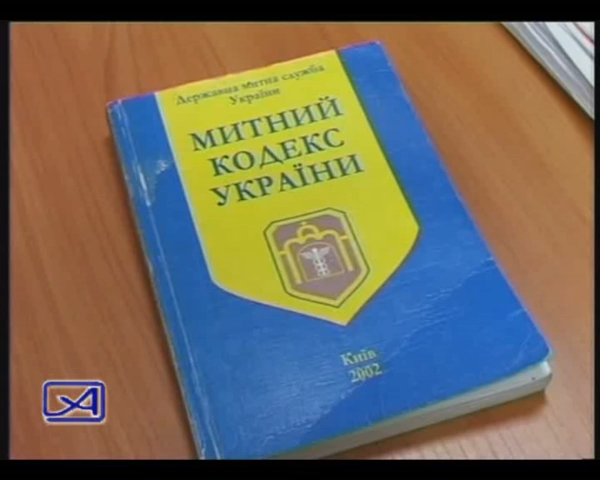 Державна митна служба
України
МИТНИЙ
КОДЕКС
УКРАЇНИ
Київ
2002